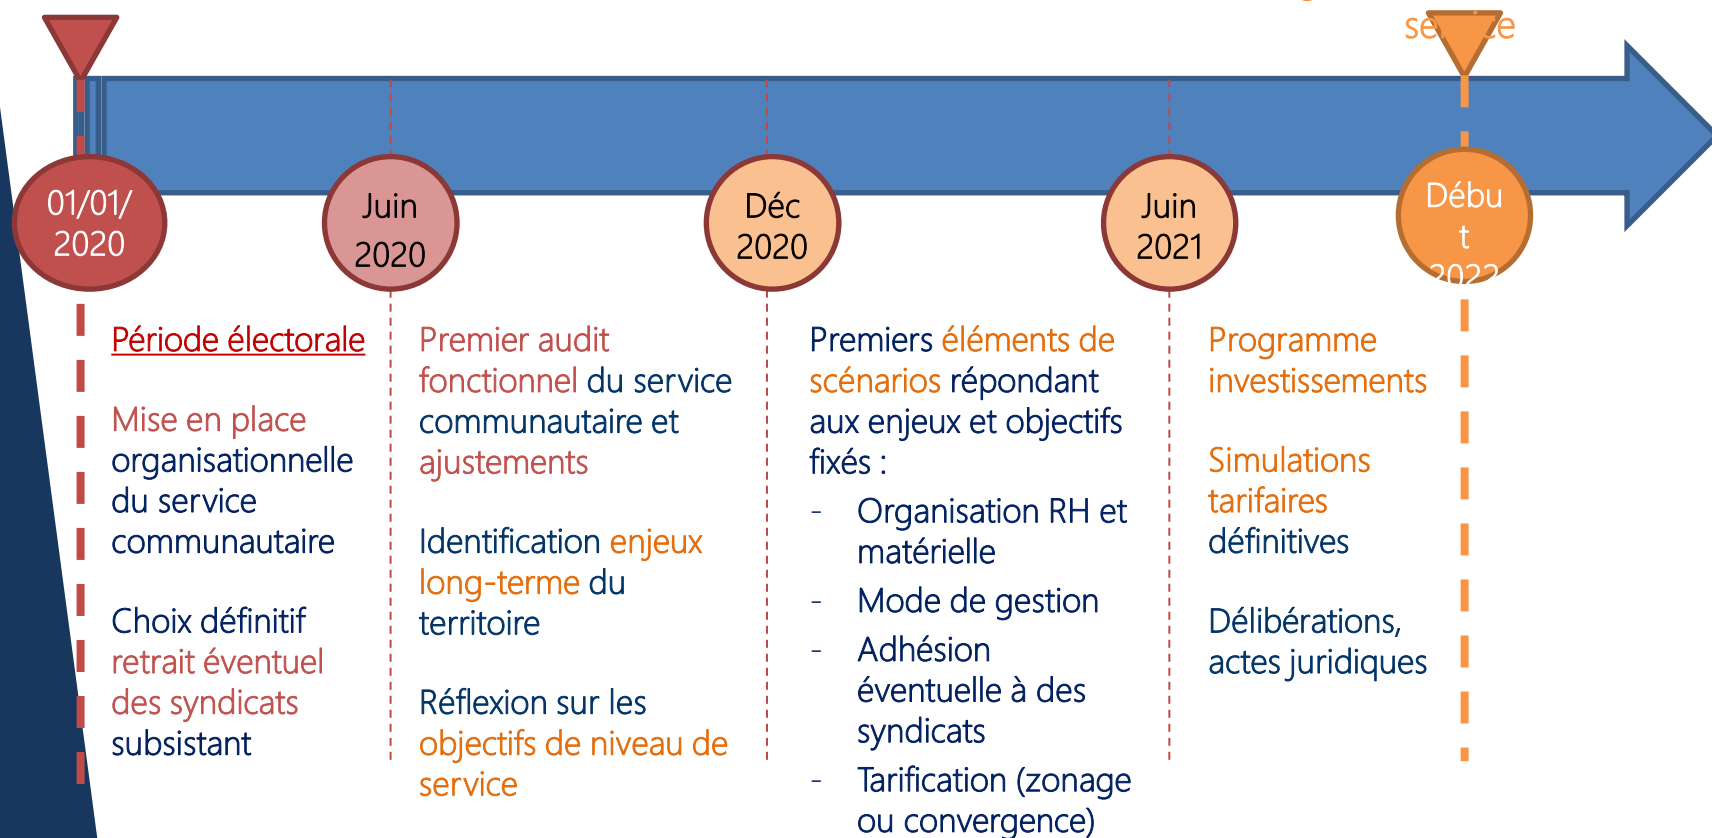 service
01/01/
2020
Juin
2020
Déc
2020
Juin
2021
Débu
t
2022
Période électorale
Mise en place
organisationnelle
du service
communautaire
Choix définitif
retrait éventuel
des syndicats
subsistant
Premier audit
fonctionnel du service
communautaire et
ajustements
Identification enjeux
long-terme du
territoire
Réflexion sur les
objectifs de niveau de
service
Premiers éléments de
scénarios répondant
aux enjeux et objectifs
fixés :
- Organisation RH et
matérielle
- Mode de gestion
- Adhésion
éventuelle à des
syndicats
- Tarification (zonage
ou convergence)
Programme
investissements
Simulations
tarifaires
définitives
Délibérations,
actes juridiques